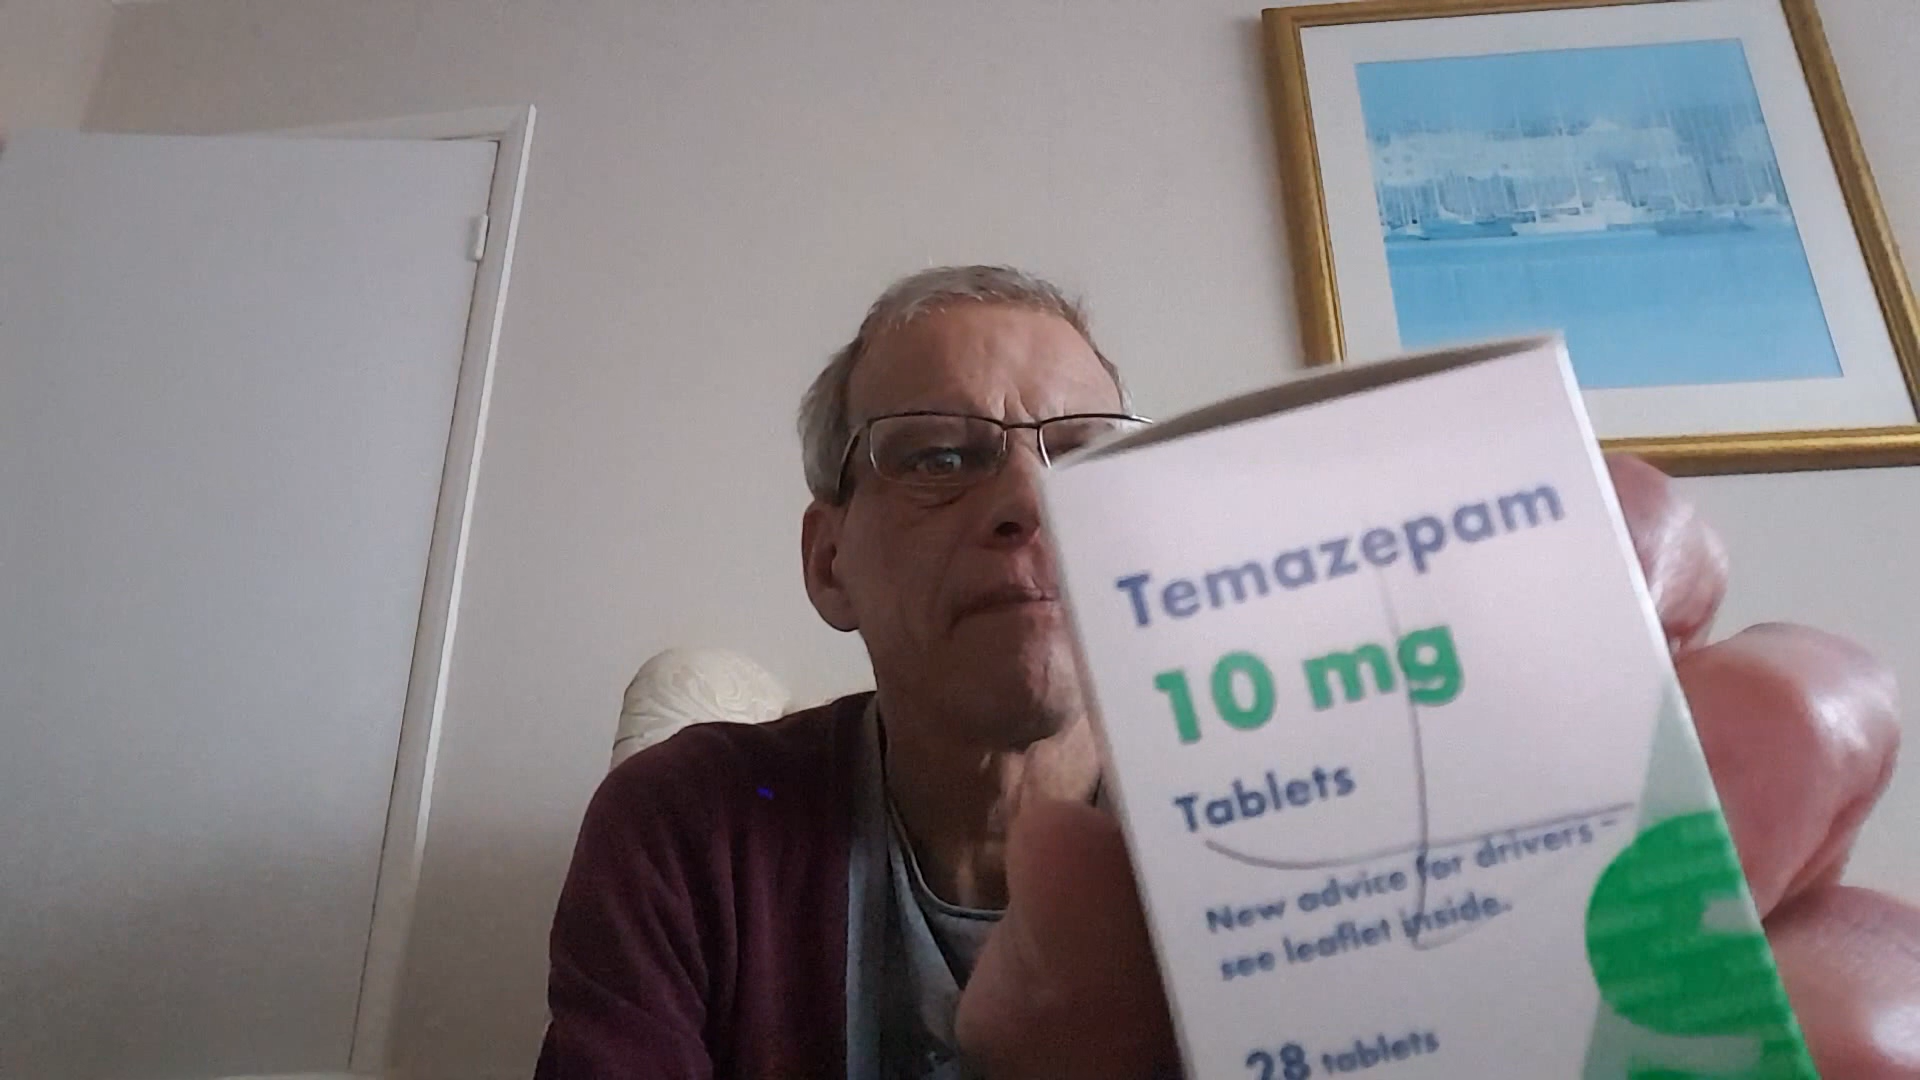 Temazepam
10 mg
Tablets
New advice for drivers –
see leaflet inside.
28 tablets